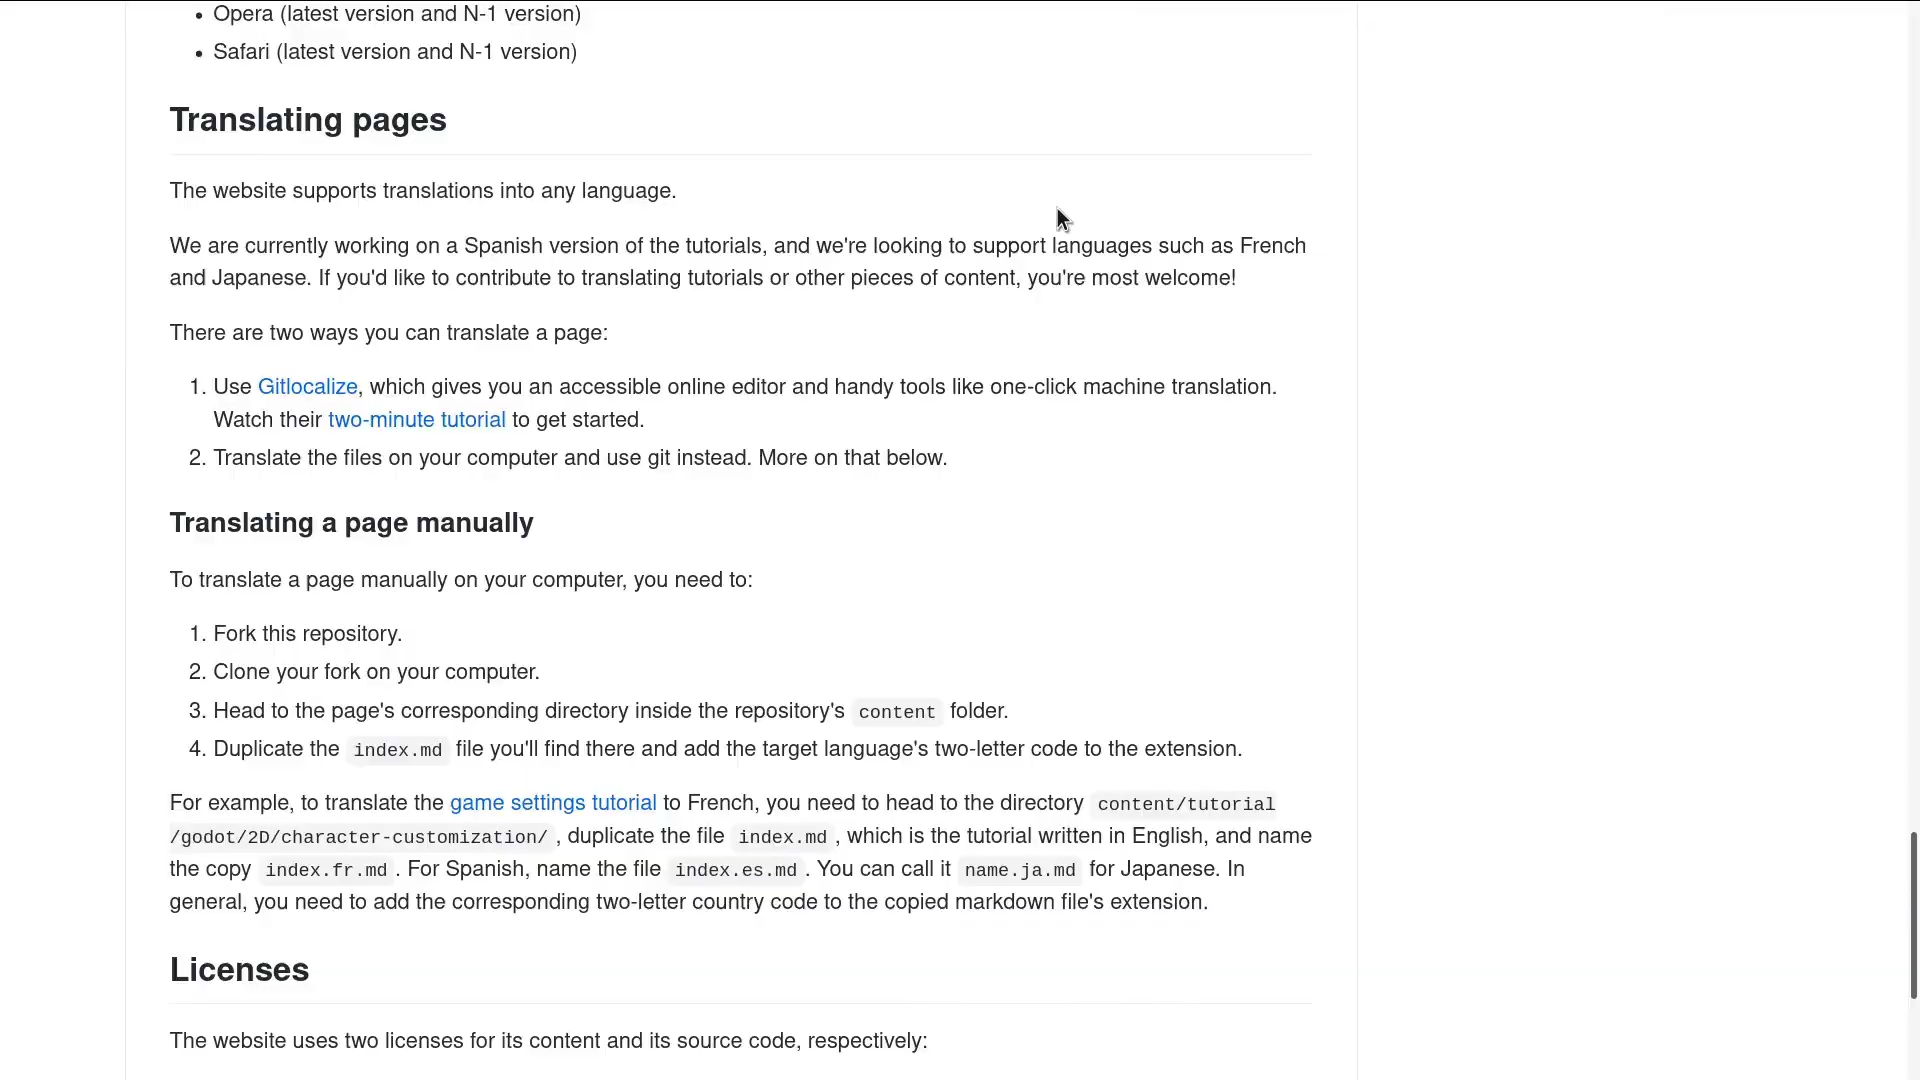 Opera (latest version and N-1 version)
Safari (latest version and N-1 version)
Translating pages
The website supports translations into any language.
We are currently working on a Spanish version of the tutorials, and we're looking to support languages such as French
and Japanese. If you'd like to contribute to translating tutorials or other pieces of content, you're most welcome!
There are two ways you can translate a page:
1. Use Gitlocalize, which gives you an accessible online editor and handy tools like one-click machine translation.
Watch their two-minute tutorial to get started.
2. Translate the files on your computer and use git instead. More on that below.
Translating a page manually
To translate a page manually on your computer, you need to:
1. Fork this repository.
2. Clone your fork on your computer.
3. Head to the page's corresponding directory inside the repository's content folder.
4. Duplicate the index.md file you'll find there and add the target language's two-letter code to the extension.
For example, to translate the game settings tutorial to French, you need to head to the directory content/tutorial
/godot/2D/character-customization/ , duplicate the file index.md , which is the tutorial written in English, and name
the copy index.fr.md . For Spanish, name the file index.es.md . You can call it name.ja.md for Japanese. In
general, you need to add the corresponding two-letter country code to the copied markdown file's extension.
Licenses
The website uses two licenses for its content and its source code, respectively: